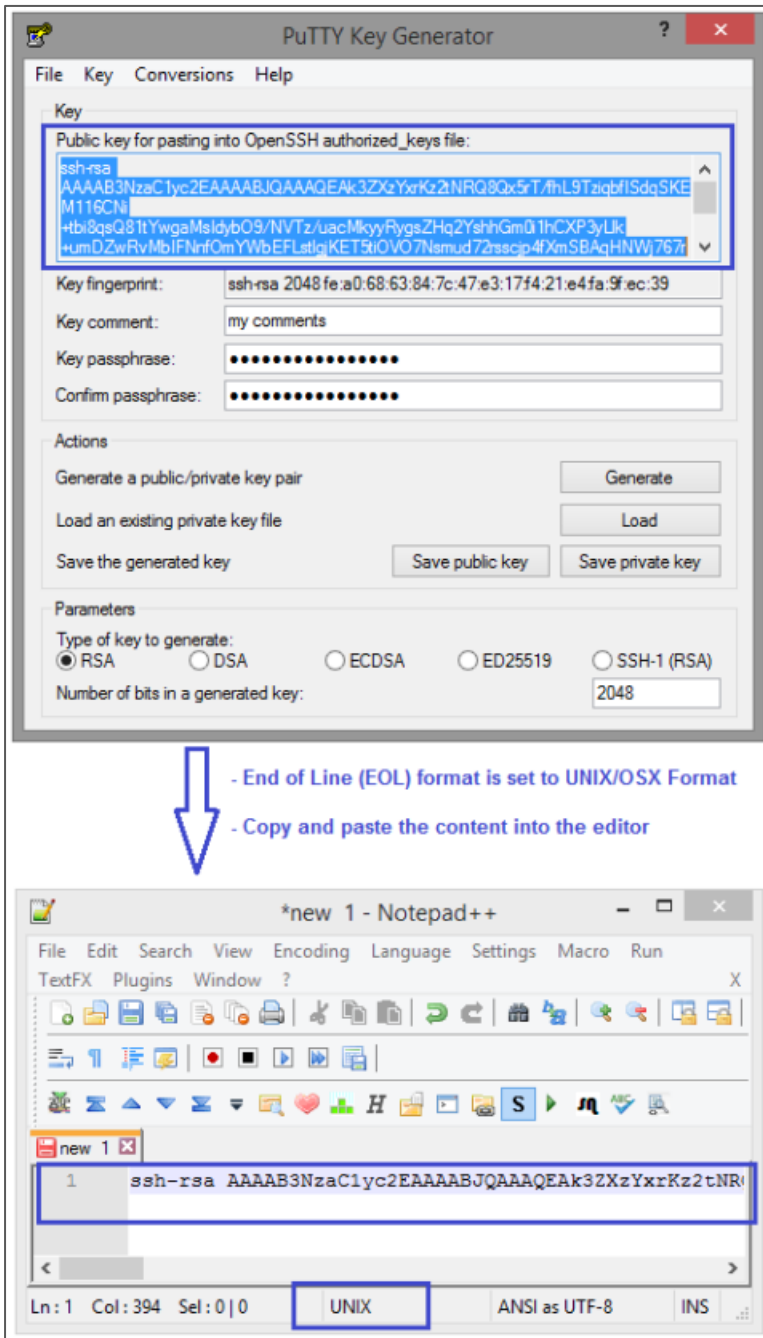 PuTTY Key Generator
? ×
File Key Conversions Help
Key
Public key for pasting into OpenSSH authorized_keys file:
ssh-rsa
AAAAB3NzaC1yc2EAAAABJQAAAQEAk3ZXzYxrKz2tNRQ8Qx5rT/fhL9TziqbfISdqSKE
M116CNi
+tbi8qsQ81tYwgaMsIdybO9/NVTz/uacMkyyRygsZHq2YshhGm0i1hCXP3yLlk
+umDZwRvMbIFNnfOmYWbEFLstlgjKET5tiOVO7Nsmud72rsscjp4fXmSBAqHNWj767r
Key fingerprint: ssh-rsa 2048 fe:a0:68:63:84:7c:47:e3:17:f4:21:e4:fa:9f:ec:39
Key comment: my comments
Key passphrase: ●●●●●●●●●●●●●●●●
Confirm passphrase: ●●●●●●●●●●●●●●●●
Actions
Generate a public/private key pair Generate
Load an existing private key file Load
Save the generated key Save public key Save private key
Parameters
Type of key to generate:
RSA DSA ECDSA ED25519 SSH-1 (RSA)
Number of bits in a generated key: 2048
- End of Line (EOL) format is set to UNIX/OSX Format
- Copy and paste the content into the editor
*new 1 - Notepad++
File Edit Search View Encoding Language Settings Macro Run
TextFX Plugins Window ? X
new 1
1 ssh-rsa AAAAB3NzaC1yc2EAAAABJQAAAQEAk3ZXzYxrKz2tNR
Ln : 1 Col : 394 Sel : 0 | 0 UNIX ANSI as UTF-8 INS